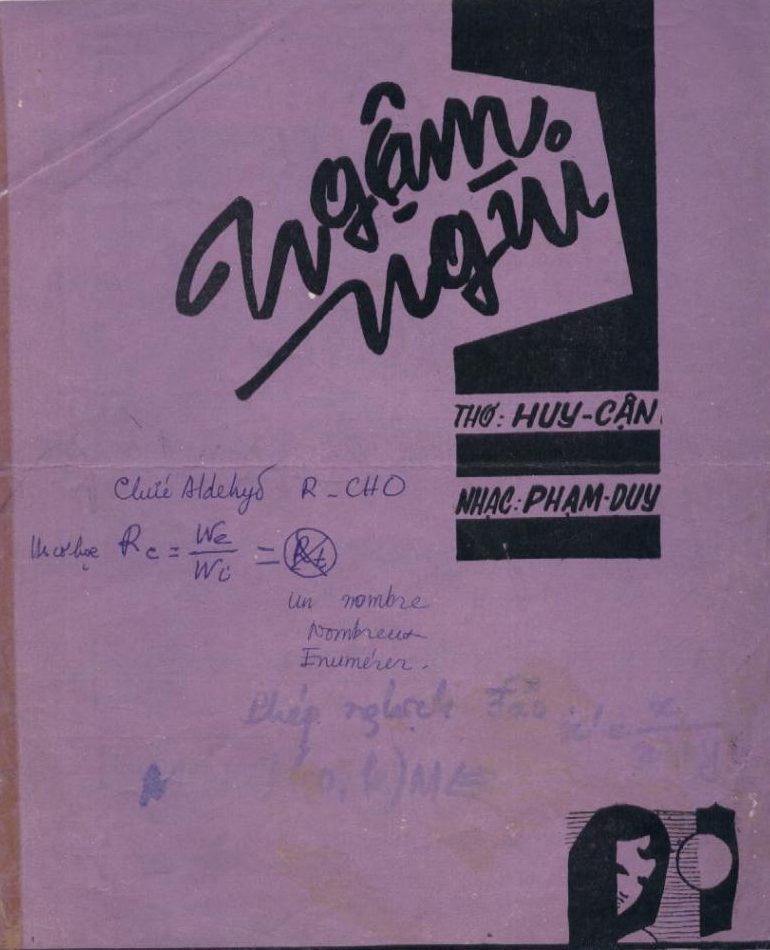 Ngậm
ngùi
THƠ: HUY-CẬN
NHẠC: PHẠM-DUY
Aldehyd R-CHO
Rc = We/Wi =
Un nombre
Nombreux
Enumérer.
Phép nghịch đảo